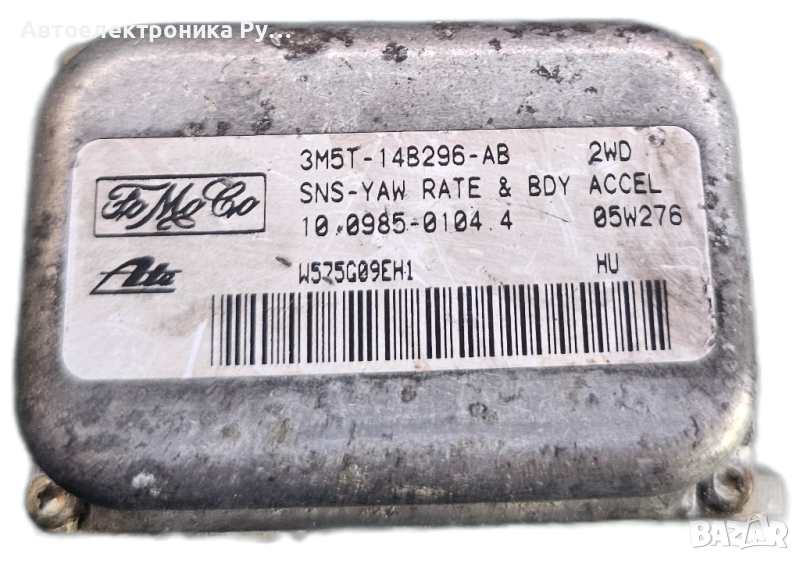 Автоелектроника Ру...
3M5T-14B296-AB 2WD
SNS-YAW RATE & BDY ACCEL
FoMoCo
10.0985-0104.4 05W276
Ate
W575G09EH1 HU
BAZAR